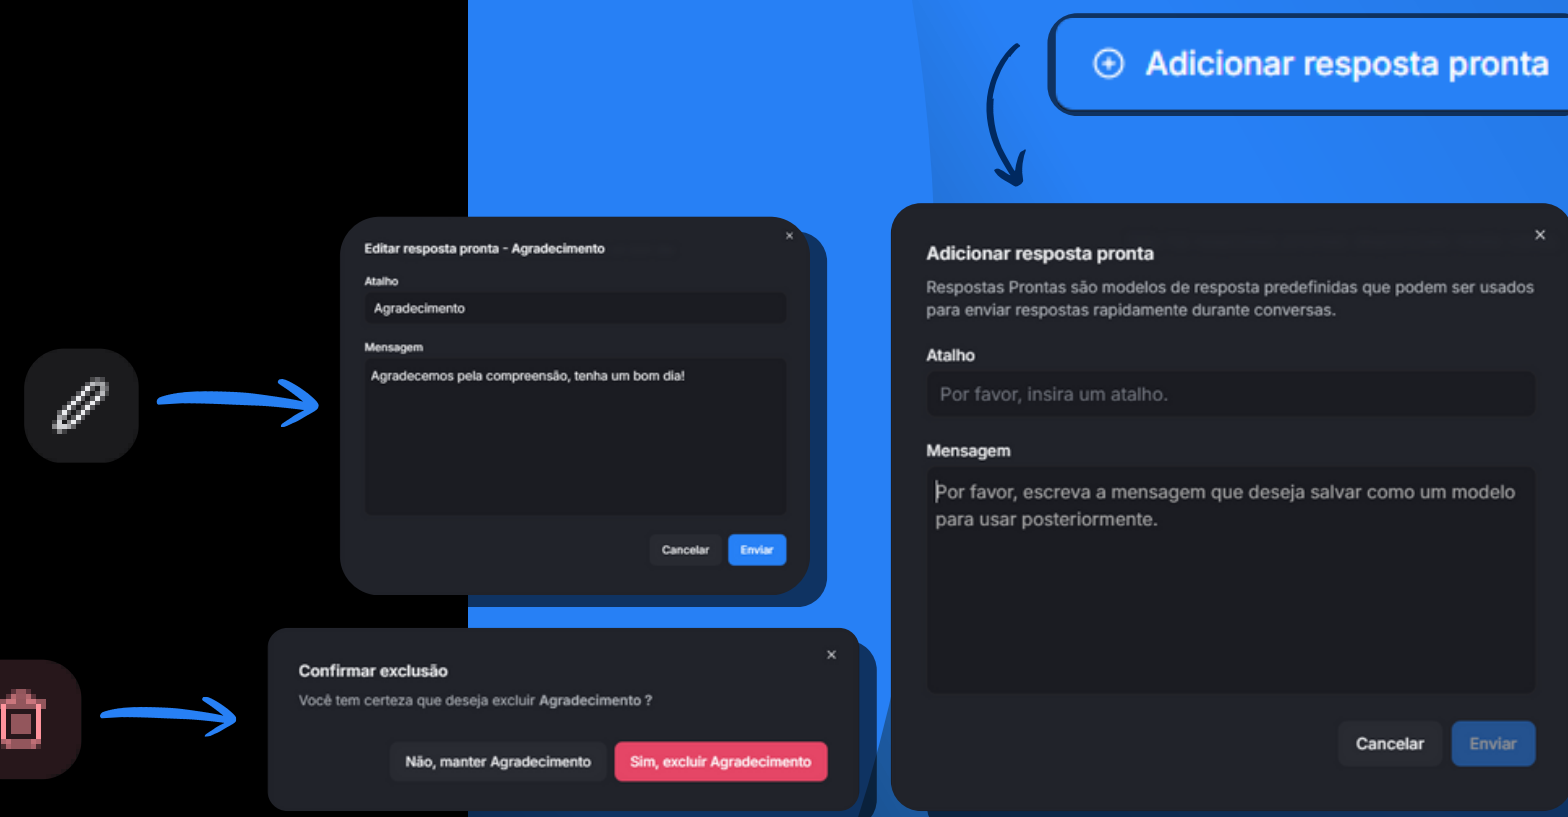 Adicionar resposta pronta
Editar resposta pronta - Agradecimento
Atalho
Agradecimento
Mensagem
Agradecemos pela compreensão, tenha um bom dia!
Cancelar
Enviar
Confirmar exclusão
Você tem certeza que deseja excluir Agradecimento ?
Não, manter Agradecimento
Sim, excluir Agradecimento
Adicionar resposta pronta
Respostas Prontas são modelos de resposta predefinidas que podem ser usados
para enviar respostas rapidamente durante conversas.
Atalho
Por favor, insira um atalho.
Mensagem
Por favor, escreva a mensagem que deseja salvar como um modelo
para usar posteriormente.
Cancelar
Enviar